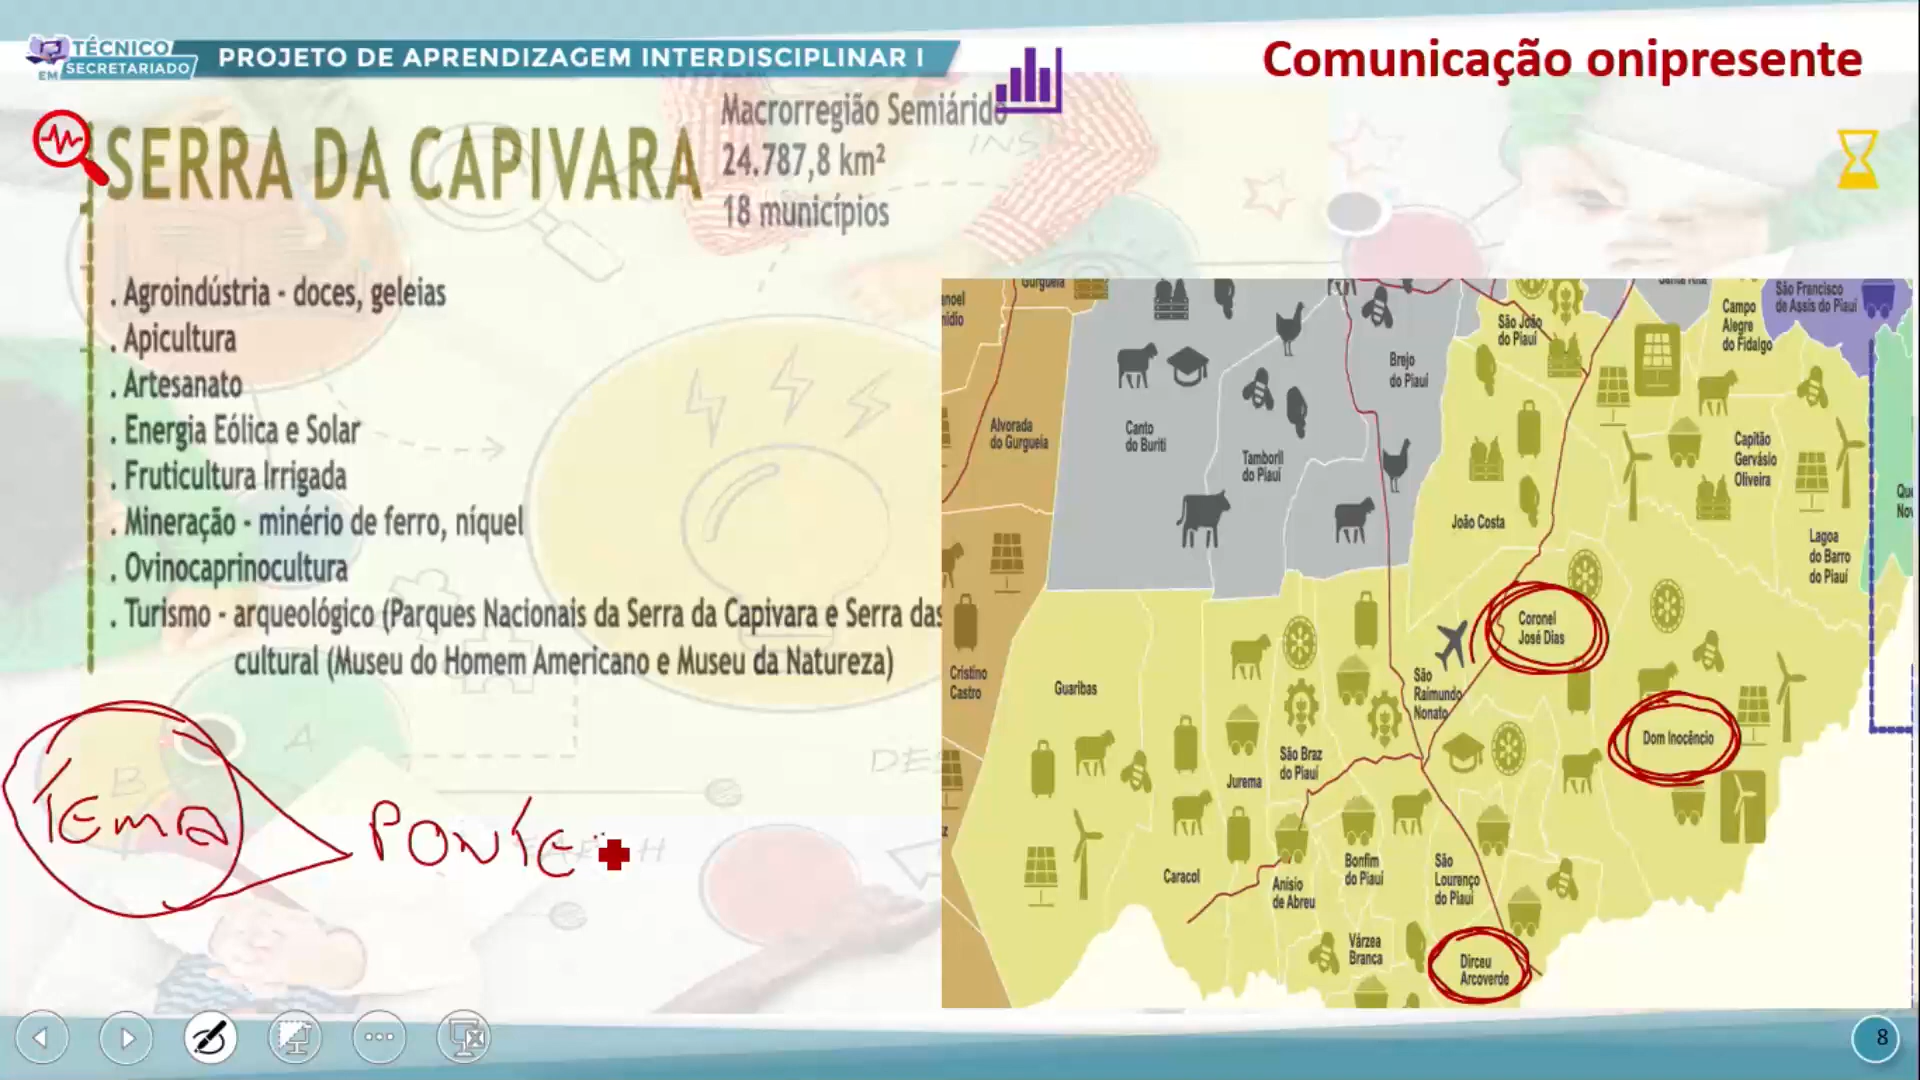 TÉCNICO
EM SECRETARIADO
PROJETO DE APRENDIZAGEM INTERDISCIPLINAR I
Comunicação onipresente
SERRA DA CAPIVARA
Macrorregião Semiárido
24.787,8 km²
18 municípios
INS
. Agroindústria - doces, geleias
. Apicultura
. Artesanato
. Energia Eólica e Solar
. Fruticultura Irrigada
. Mineração - minério de ferro, níquel
. Ovinocaprinocultura
. Turismo - arqueológico (Parques Nacionais da Serra da Capivara e Serra das
cultural (Museu do Homem Americano e Museu da Natureza)
A
B
DES
TEMA
PONTE
Gurgueia
São João
do Piauí
Campo
Alegre
do Fidalgo
São Francisco
de Assis do Piauí
Alvorada
do Gurgueia
Canto
do Buriti
Tamboril
do Piauí
Brejo
do Piauí
João Costa
Capitão
Gervásio
Oliveira
Lagoa
do Barro
do Piauí
Coronel
José Dias
Cristino
Castro
Guaribas
São
Raimundo
Nonato
Dom Inocêncio
Jurema
São Braz
do Piauí
Caracol
Anísio
de Abreu
Bonfim
do Piauí
São
Lourenço
do Piauí
Várzea
Branca
Dirceu
Arcoverde
8